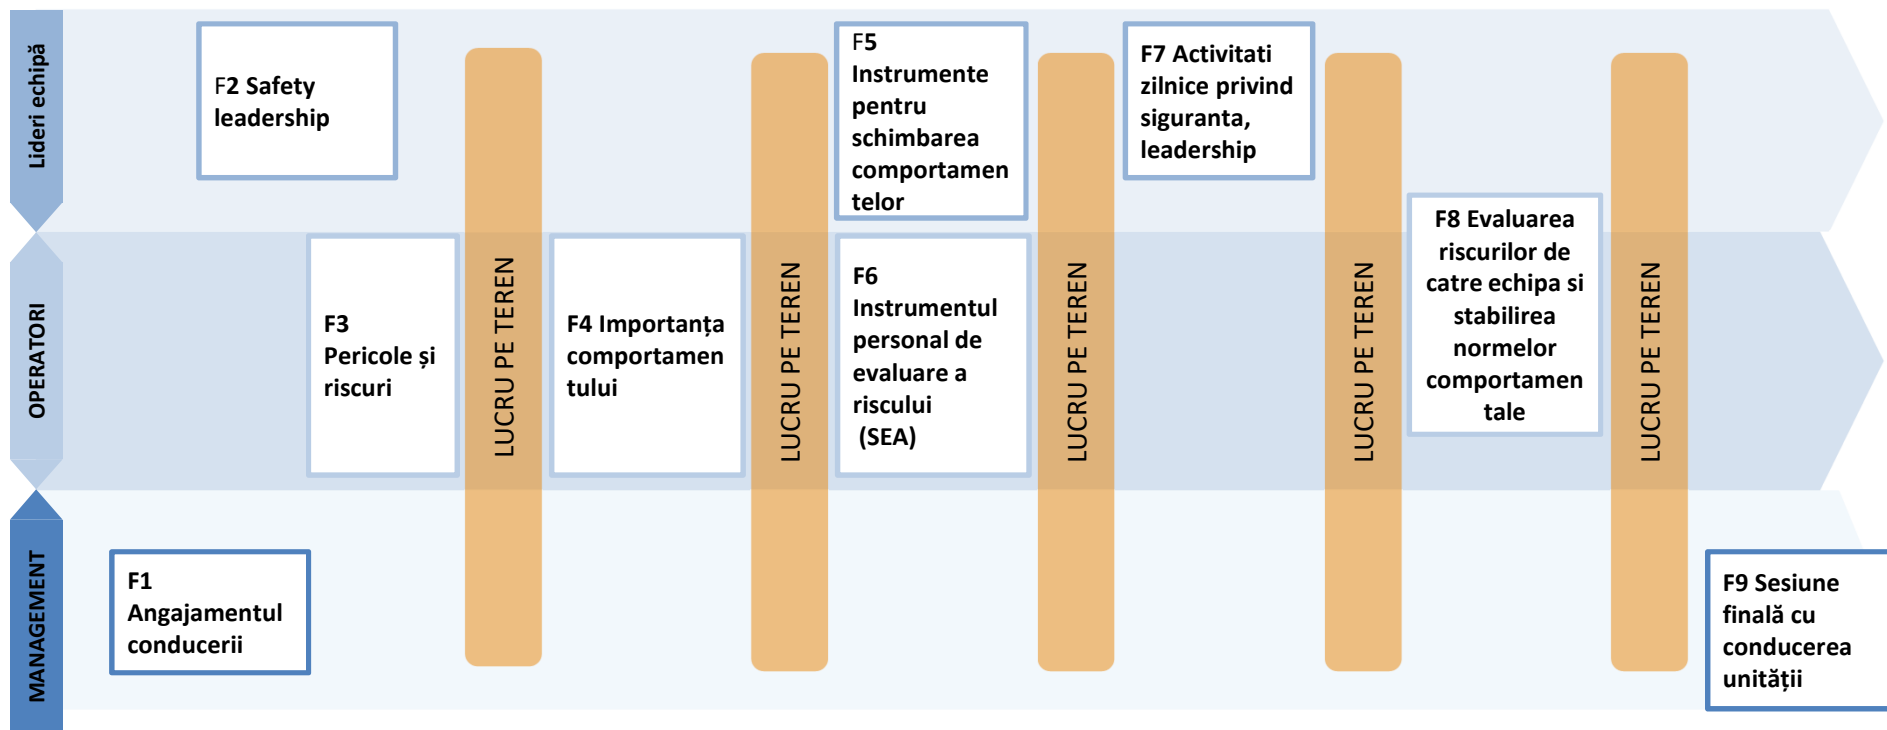 Lideri echipă
F2 Safety
leadership
F5
Instrumente
pentru
schimbarea
comportamen
telor
F7 Activitati
zilnice privind
siguranta,
leadership
OPERATORI
F3
Pericole și
riscuri
LUCRU PE TEREN
F4 Importanța
comportamen
tului
LUCRU PE TEREN
F6
Instrumentul
personal de
evaluare a
riscului
(SEA)
LUCRU PE TEREN
LUCRU PE TEREN
F8 Evaluarea
riscurilor de
catre echipa si
stabilirea
normelor
comportamen
tale
LUCRU PE TEREN
MANAGEMENT
F1
Angajamentul
conducerii
F9 Sesiune
finală cu
conducerea
unității